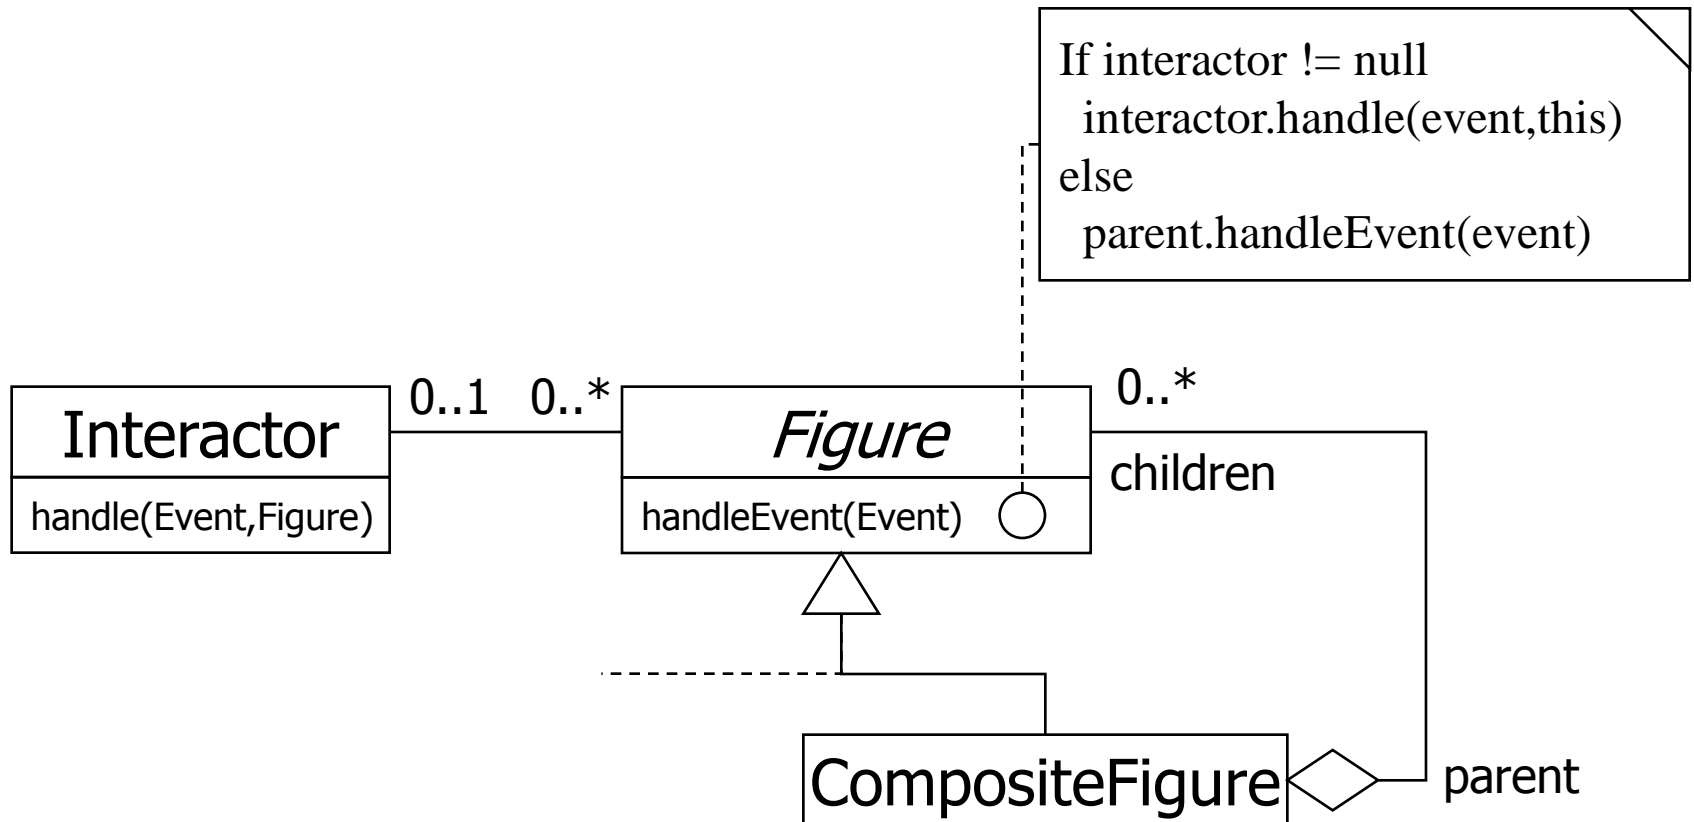 If interactor != null
interactor.handle(event,this)
else
parent.handleEvent(event)
0..1 0..*
0..*
Interactor
Figure
children
handle(Event,Figure)
handleEvent(Event)
CompositeFigure
parent